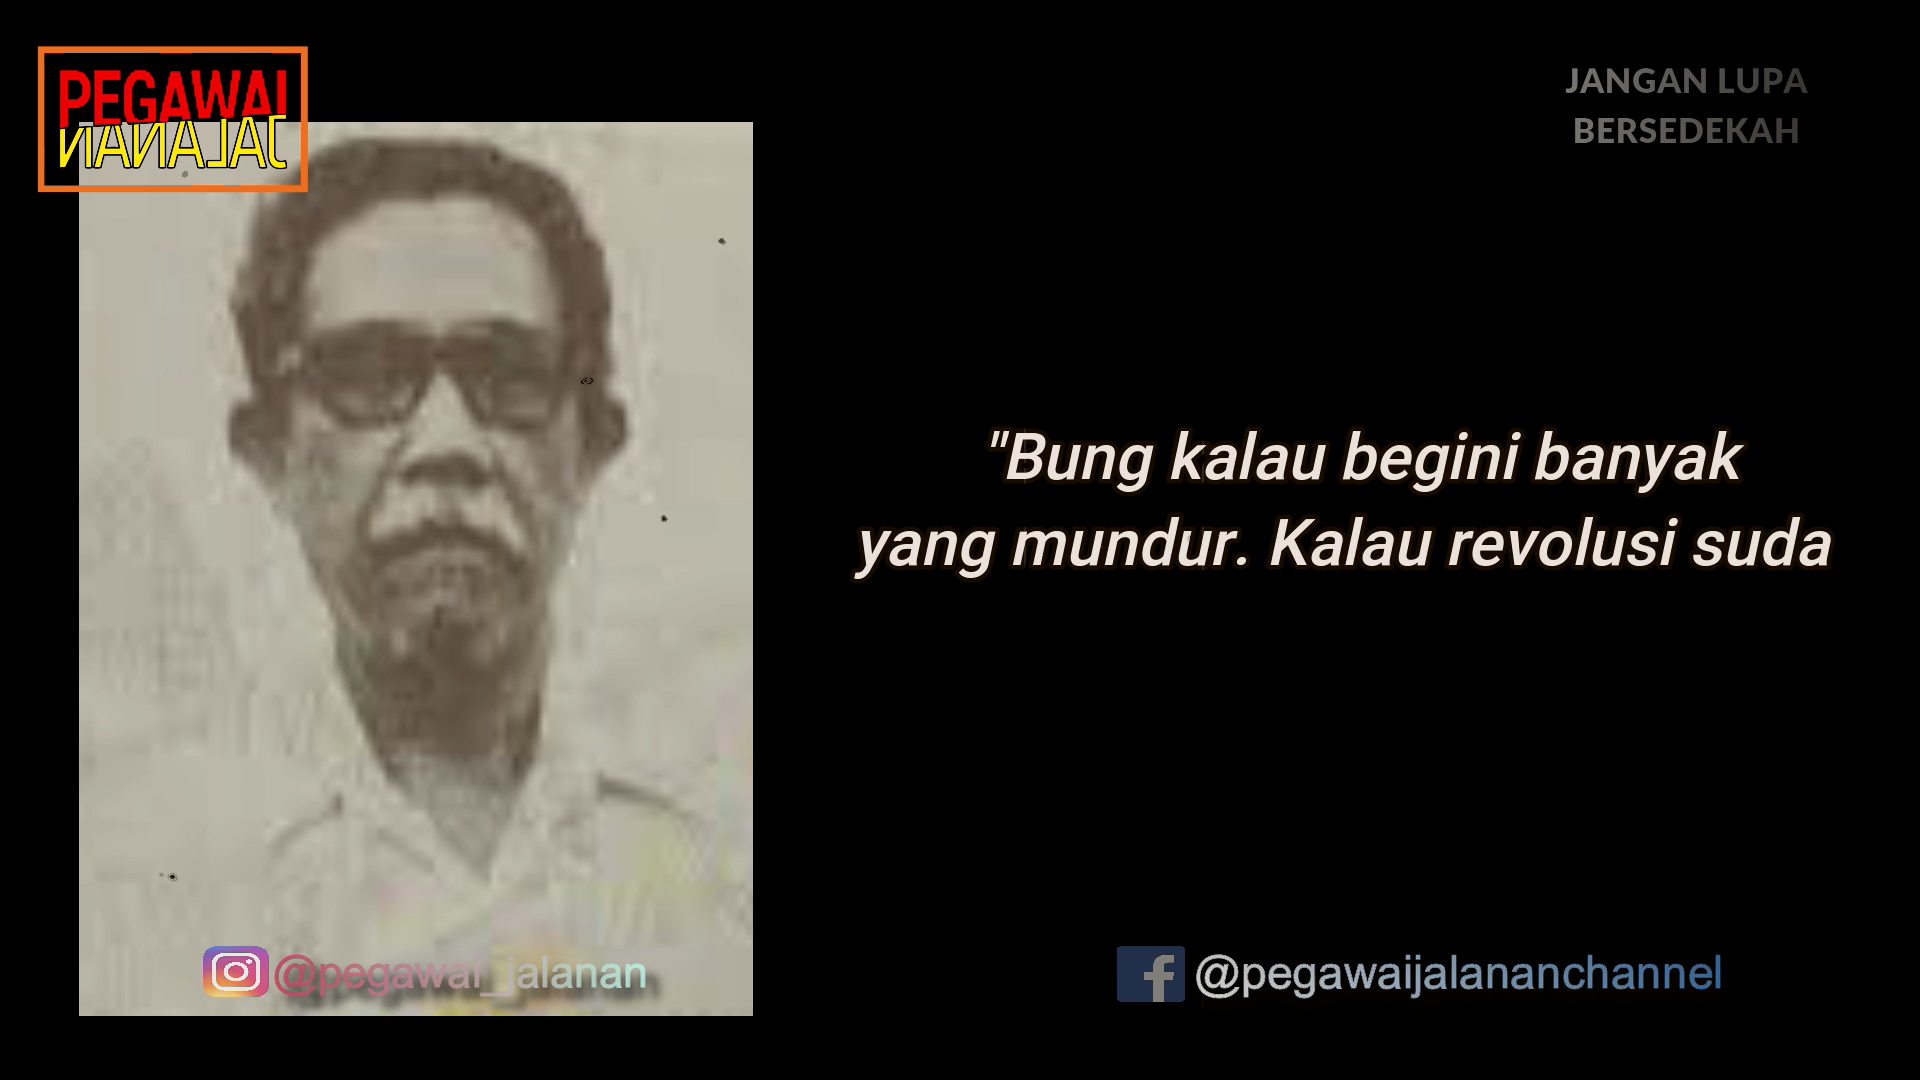 PEGAWAI
JALANAN
JANGAN LUPA
BERSEDEKAH
"Bung kalau begini banyak
yang mundur. Kalau revolusi suda
@pegawai_jalanan
@pegawaijalananchannel